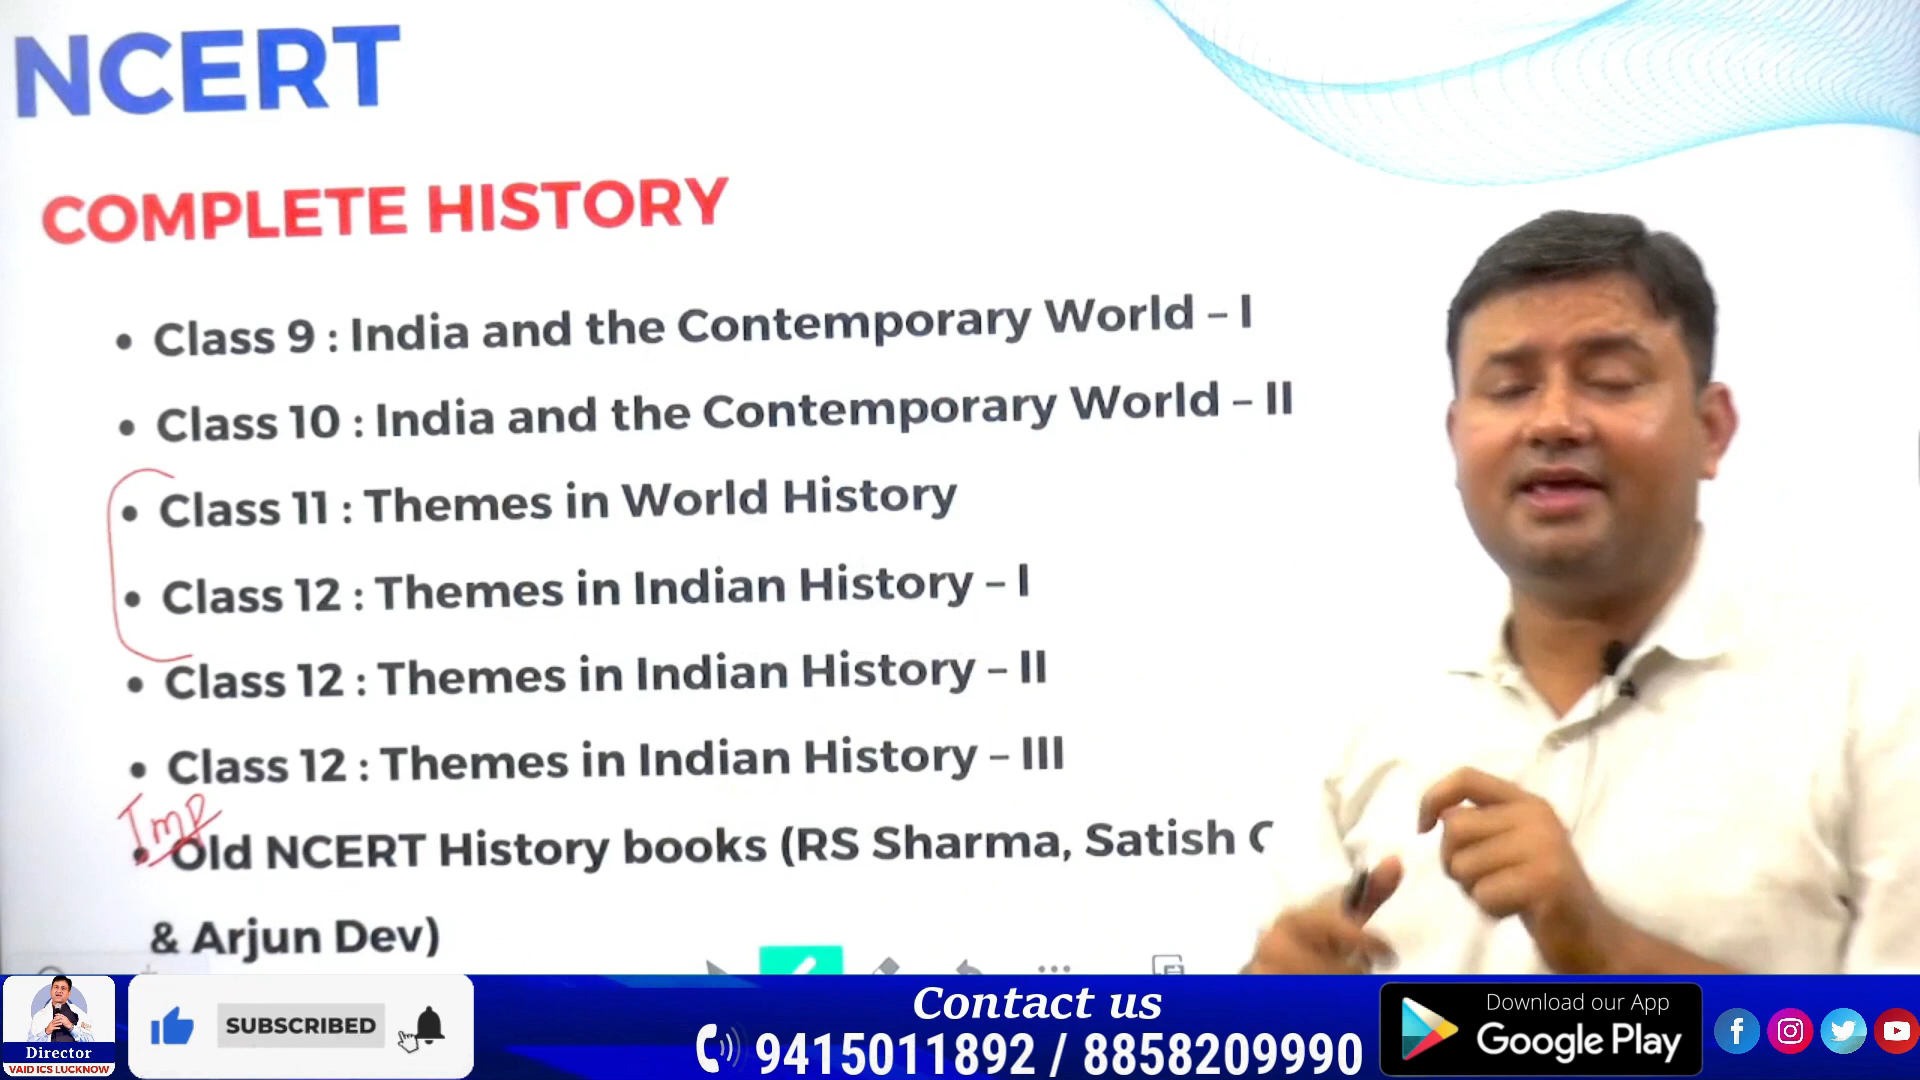 NCERT
COMPLETE HISTORY
• Class 9 : India and the Contemporary World – I
• Class 10 : India and the Contemporary World – II
• Class 11 : Themes in World History
• Class 12 : Themes in Indian History – I
• Class 12 : Themes in Indian History – II
• Class 12 : Themes in Indian History – III
Imp
• Old NCERT History books (RS Sharma, Satish C
& Arjun Dev)
Director
VAID ICS LUCKNOW
SUBSCRIBED
Contact us
9415011892 / 8858209990
Download our App
Google Play